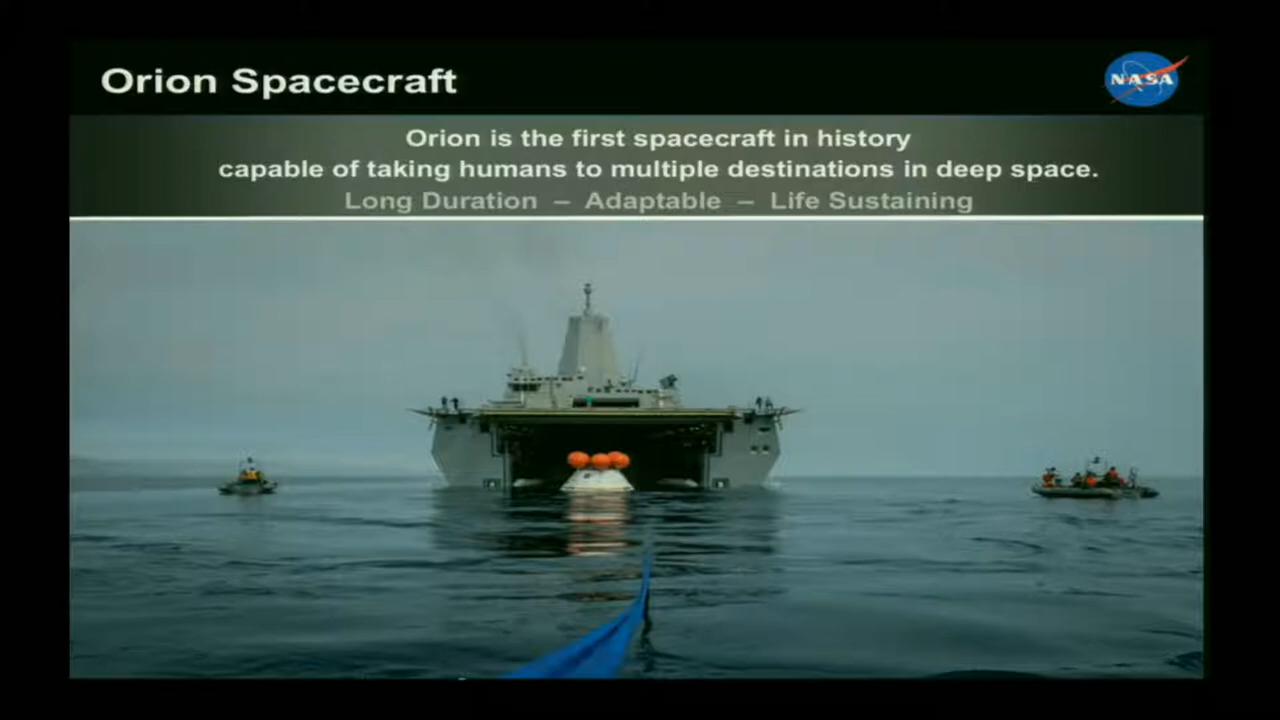 Orion Spacecraft
NASA
Orion is the first spacecraft in history
capable of taking humans to multiple destinations in deep space.
Long Duration – Adaptable – Life Sustaining